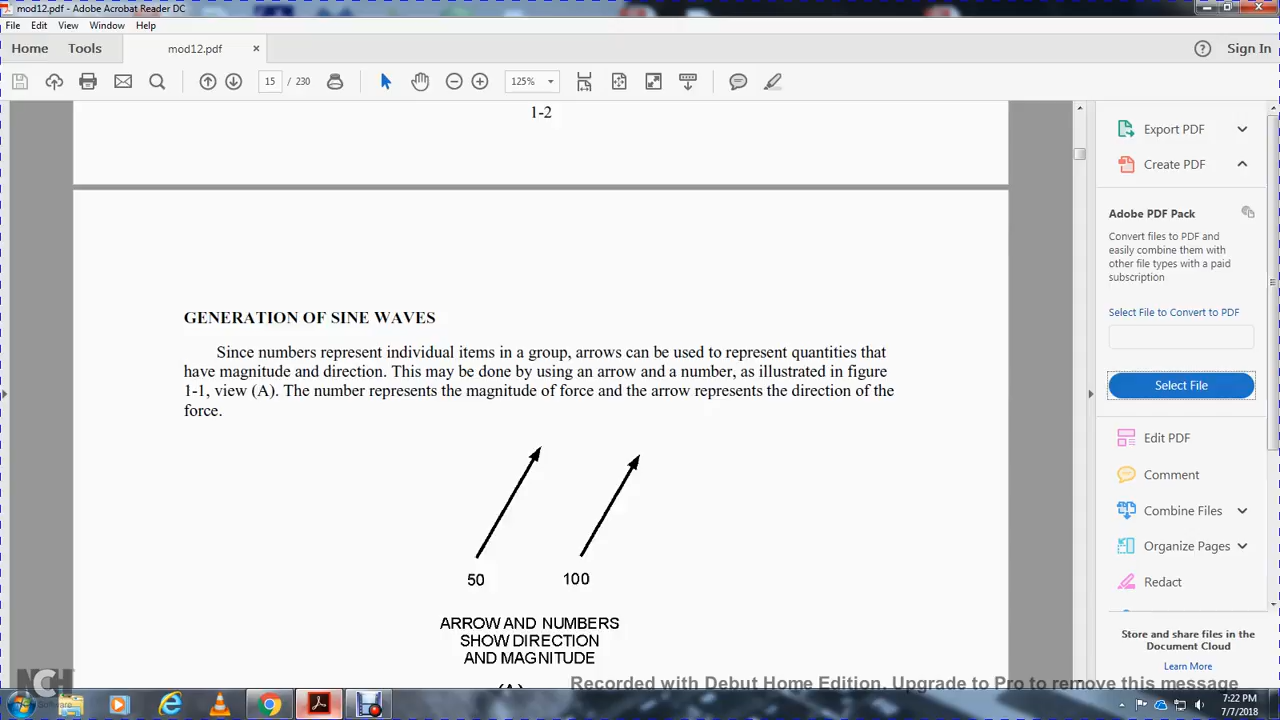 mod12.pdf - Adobe Acrobat Reader DC
File Edit View Window Help
Home Tools mod12.pdf × ? Sign In
15 / 230 125%
1-2
GENERATION OF SINE WAVES
Since numbers represent individual items in a group, arrows can be used to represent quantities that
have magnitude and direction. This may be done by using an arrow and a number, as illustrated in figure
1-1, view (A). The number represents the magnitude of force and the arrow represents the direction of the
force.
50 100
ARROW AND NUMBERS
SHOW DIRECTION
AND MAGNITUDE
(A)
Export PDF
Create PDF
Adobe PDF Pack
Convert files to PDF and
easily combine them with
other file types with a paid
subscription
Select File to Convert to PDF
Select File
Edit PDF
Comment
Combine Files
Organize Pages
Redact
Store and share files in the
Document Cloud
Learn More
NCH
Software
Recorded with Debut Home Edition. Upgrade to Pro to remove this message
7:22 PM
7/7/2018